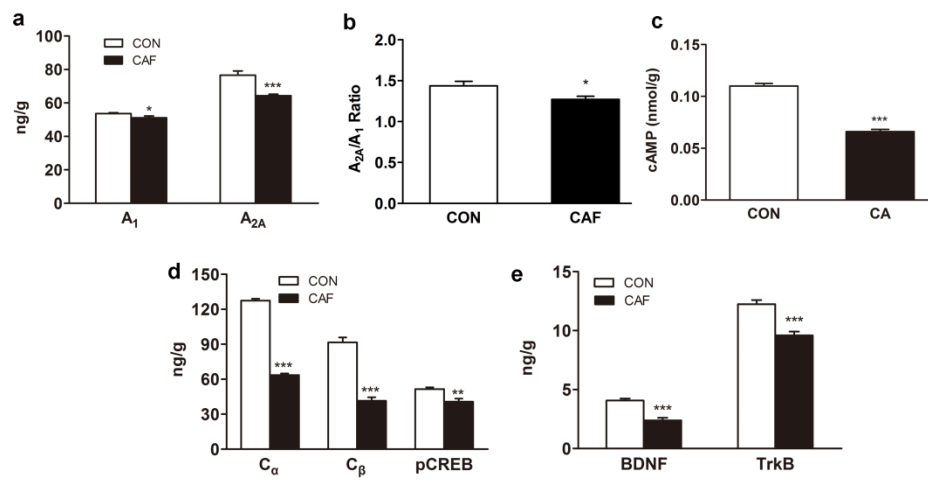 a
100
80
60
40
20
0
ng/g
CON
CAF
*
***
A1
A2A
b
2.0
1.5
1.0
0.5
0.0
A2A/A1 Ratio
*
CON
CAF
c
0.15
0.10
0.05
0.00
cAMP (nmol/g)
***
CON
CA
d
150
120
90
60
30
0
ng/g
CON
CAF
***
***
**
Cα
Cβ
pCREB
e
15
10
5
0
ng/g
CON
CAF
***
***
BDNF
TrkB